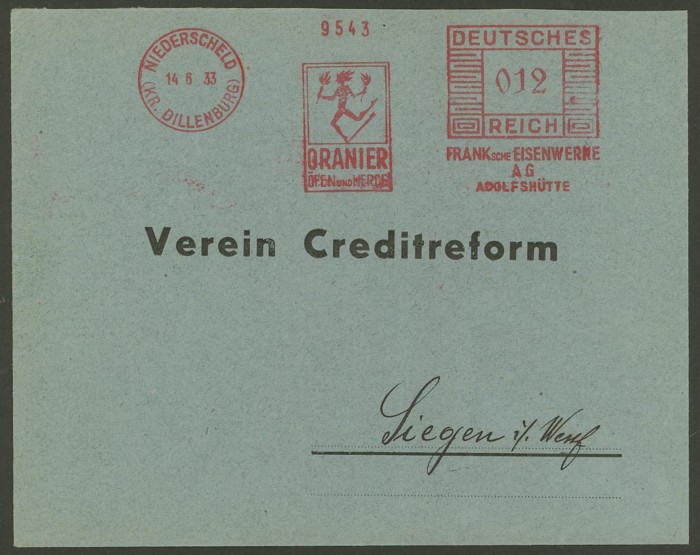 9543
NIEDERSCHELD
14 6 33
(KR. DILLENBURG)
ORANIER
ÖFEN UND HERDE
DEUTSCHES
012
REICH
FRANKSCHE EISENWERKE
AG
ADOLFSHÜTTE
Verein Creditreform
Siegen i/ Westf